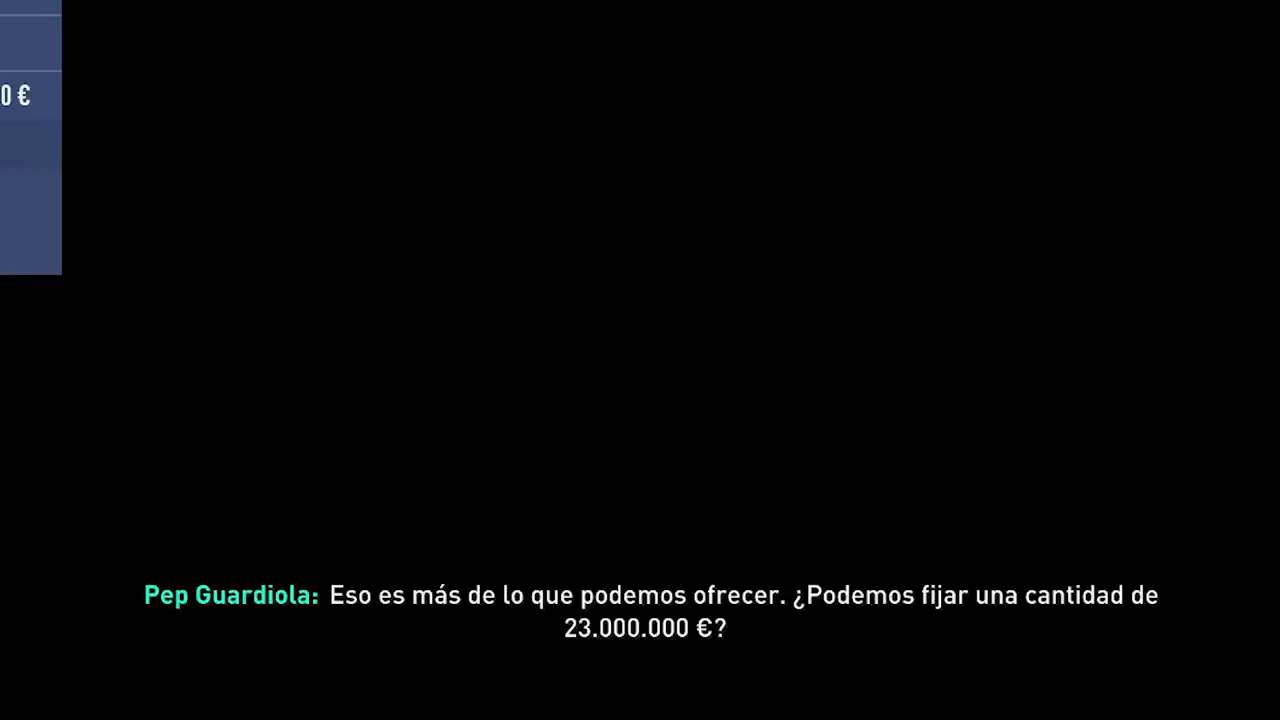 0 €
Pep Guardiola: Eso es más de lo que podemos ofrecer. ¿Podemos fijar una cantidad de
23.000.000 €?